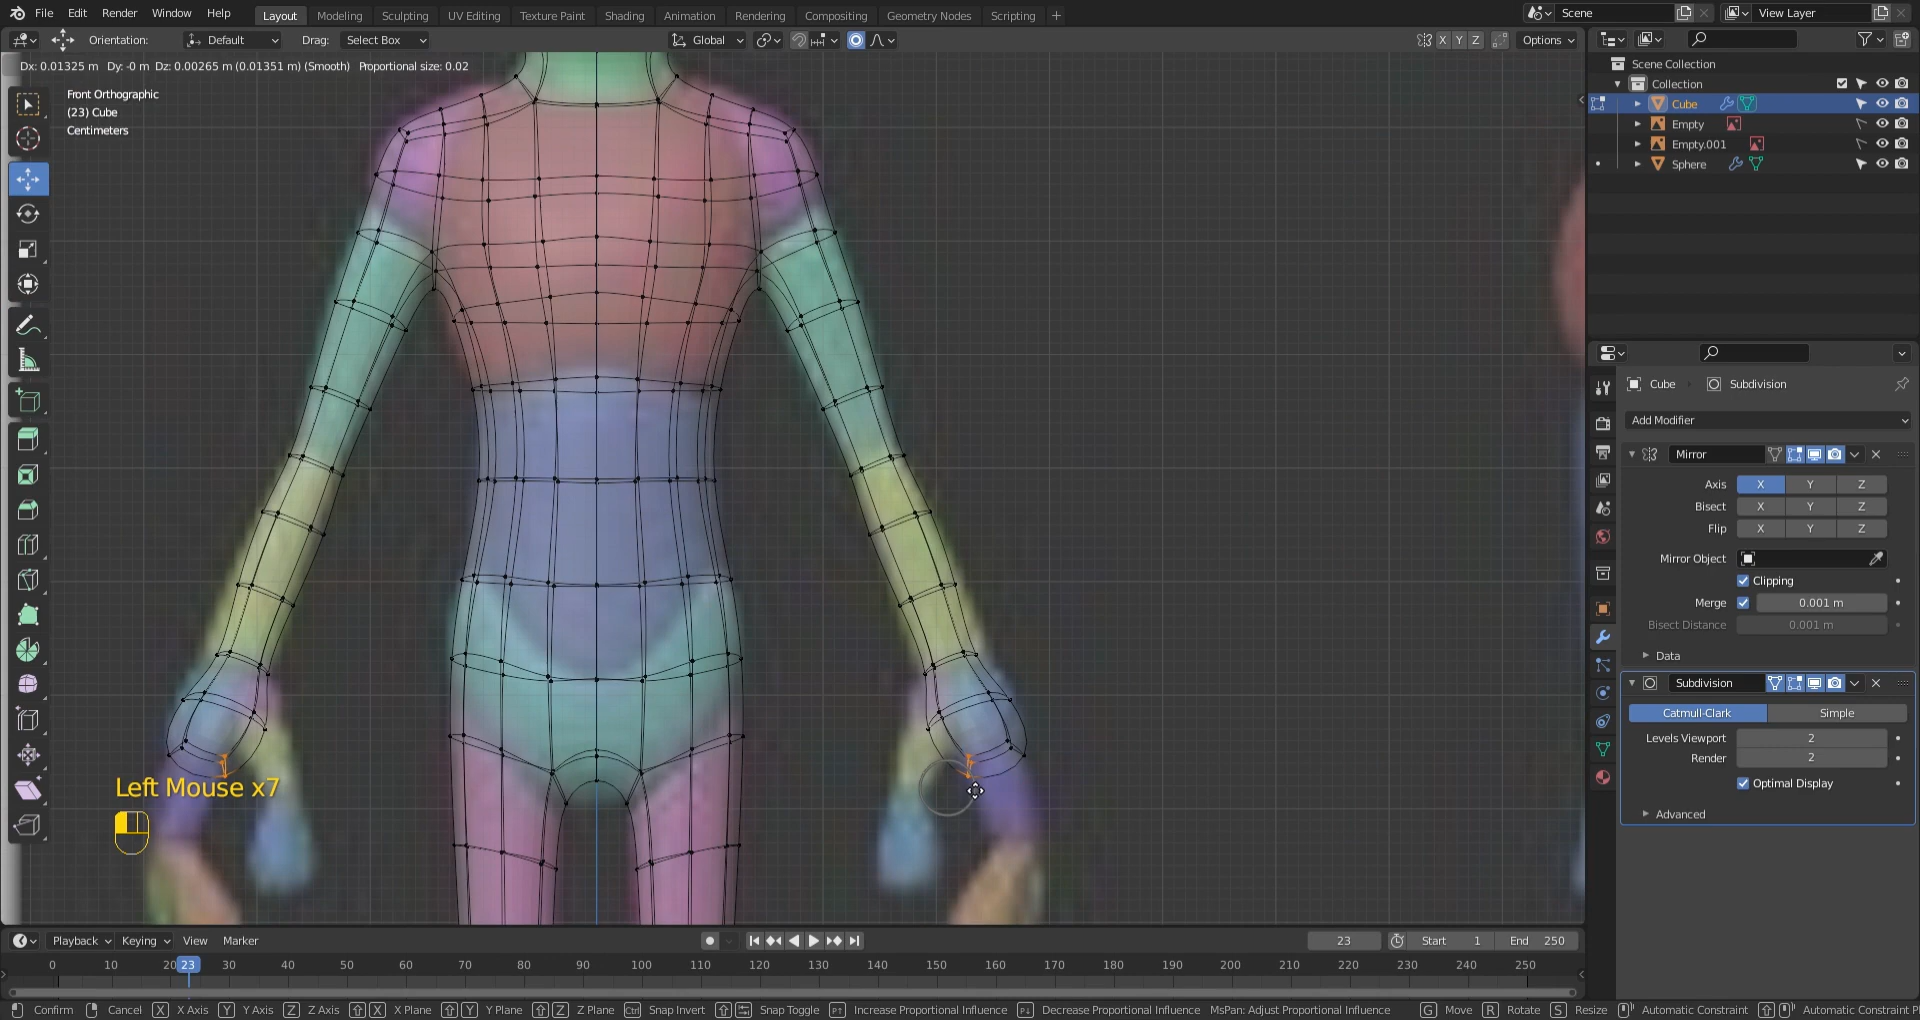 File Edit Render Window Help Layout Modeling Sculpting UV Editing Texture Paint Shading Animation Rendering Compositing Geometry Nodes Scripting + Scene View Layer
Orientation: Default Drag: Select Box Global X Y Z Options
Dx: 0.01325 m Dy: -0 m Dz: 0.00265 m (0.01351 m) (Smooth) Proportional size: 0.02
Front Orthographic
(23) Cube
Centimeters
Scene Collection
Collection
Cube
Empty
Empty.001
Sphere
Cube Subdivision
Add Modifier
Mirror
Axis X Y Z
Bisect X Y Z
Flip X Y Z
Mirror Object
Clipping
Merge 0.001 m
Bisect Distance 0.001 m
Data
Subdivision
Catmull-Clark Simple
Levels Viewport 2
Render 2
Optimal Display
Advanced
Left Mouse x7
Playback Keying View Marker 23 Start 1 End 250
0 10 20 23 30 40 50 60 70 80 90 100 110 120 130 140 150 160 170 180 190 200 210 220 230 240 250
Confirm Cancel X X Axis Y Y Axis Z Z Axis X X Plane Y Y Plane Z Z Plane Ctrl Snap Invert Snap Toggle Increase Proportional Influence Decrease Proportional Influence MsPan: Adjust Proportional Influence G Move R Rotate S Resize Automatic Constraint Automatic Constraint P